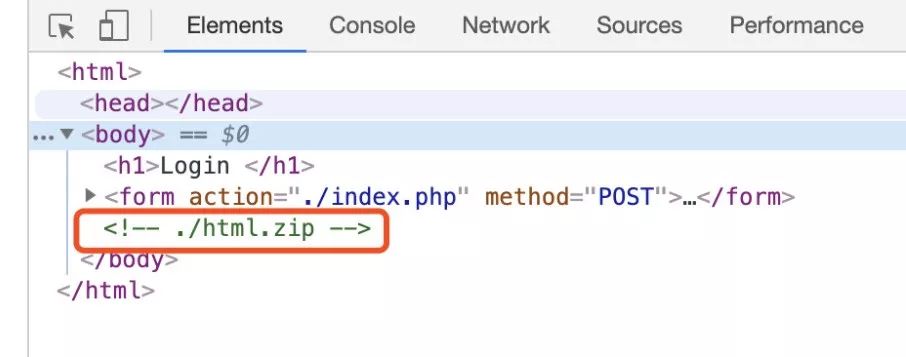 Elements Console Network Sources Performance
<html>
<head></head>
... ▼ <body> == $0
<h1>Login </h1>
▶ <form action="./index.php" method="POST">…</form>
<!-- ./html.zip -->
</body>
</html>